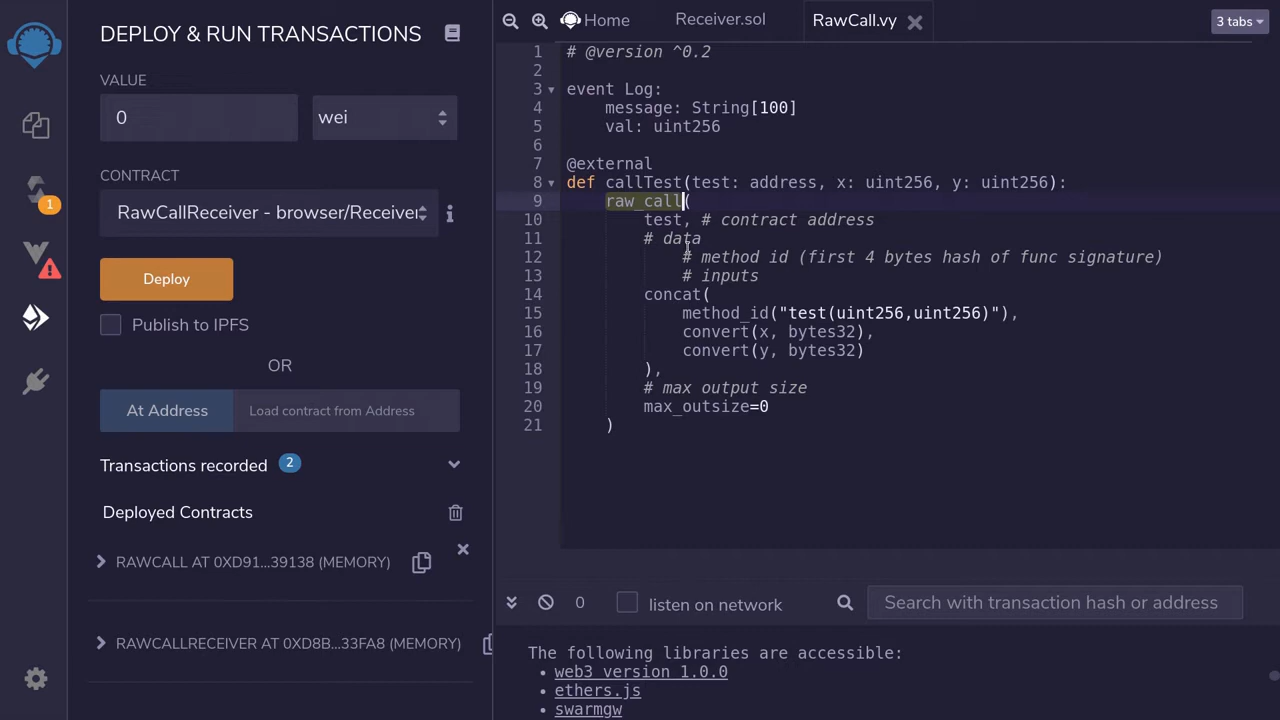 DEPLOY & RUN TRANSACTIONS
VALUE
0
wei
CONTRACT
RawCallReceiver - browser/Receiver
Deploy
Publish to IPFS
OR
At Address
Load contract from Address
Transactions recorded
2
Deployed Contracts
RAWCALL AT 0XD91...39138 (MEMORY)
RAWCALLRECEIVER AT 0XD8B...33FA8 (MEMORY)
1
Home
Receiver.sol
RawCall.vy
3 tabs
1 # @version ^0.2
2
3 event Log:
4 message: String[100]
5 val: uint256
6
7 @external
8 def callTest(test: address, x: uint256, y: uint256):
9 raw_call(
10 test, # contract address
11 # data
12 # method id (first 4 bytes hash of func signature)
13 # inputs
14 concat(
15 method_id("test(uint256,uint256)"),
16 convert(x, bytes32),
17 convert(y, bytes32)
18 ),
19 # max output size
20 max_outsize=0
21 )
0
listen on network
Search with transaction hash or address
The following libraries are accessible:
• web3 version 1.0.0
• ethers.js
• swarmgw